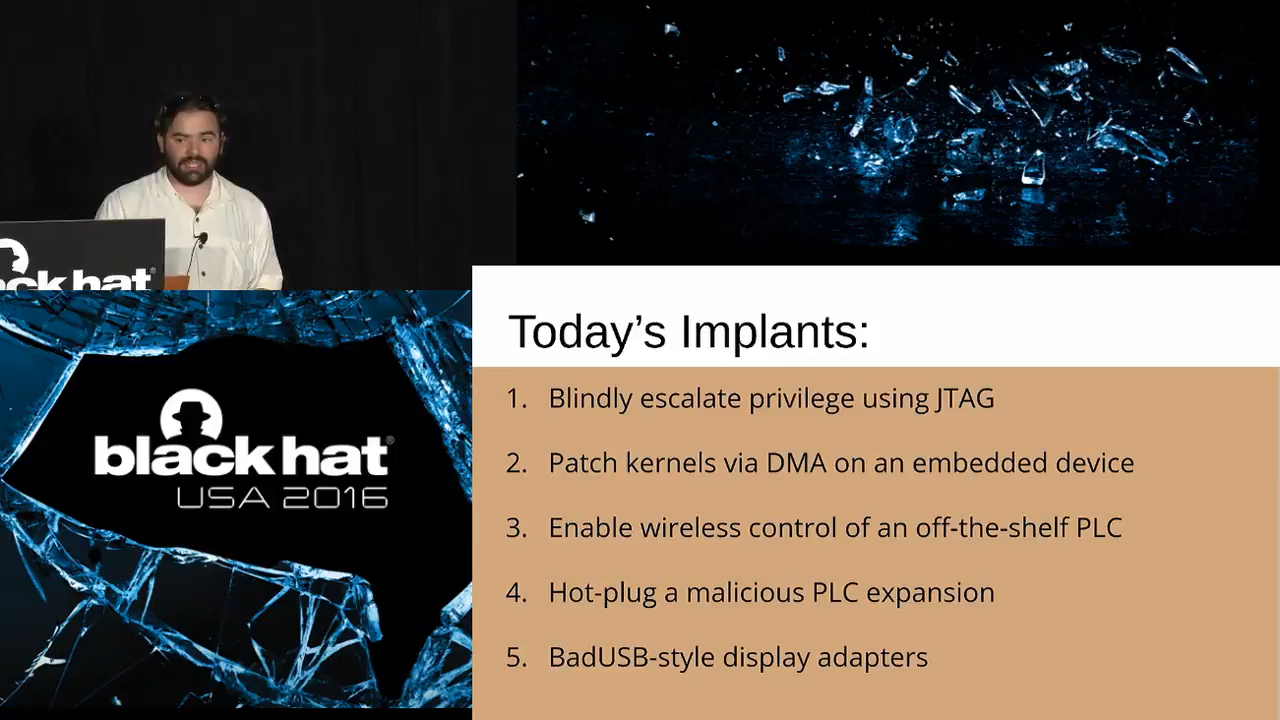 ack hat®
black hat®
USA 2016
Today's Implants:
1. Blindly escalate privilege using JTAG
2. Patch kernels via DMA on an embedded device
3. Enable wireless control of an off-the-shelf PLC
4. Hot-plug a malicious PLC expansion
5. BadUSB-style display adapters